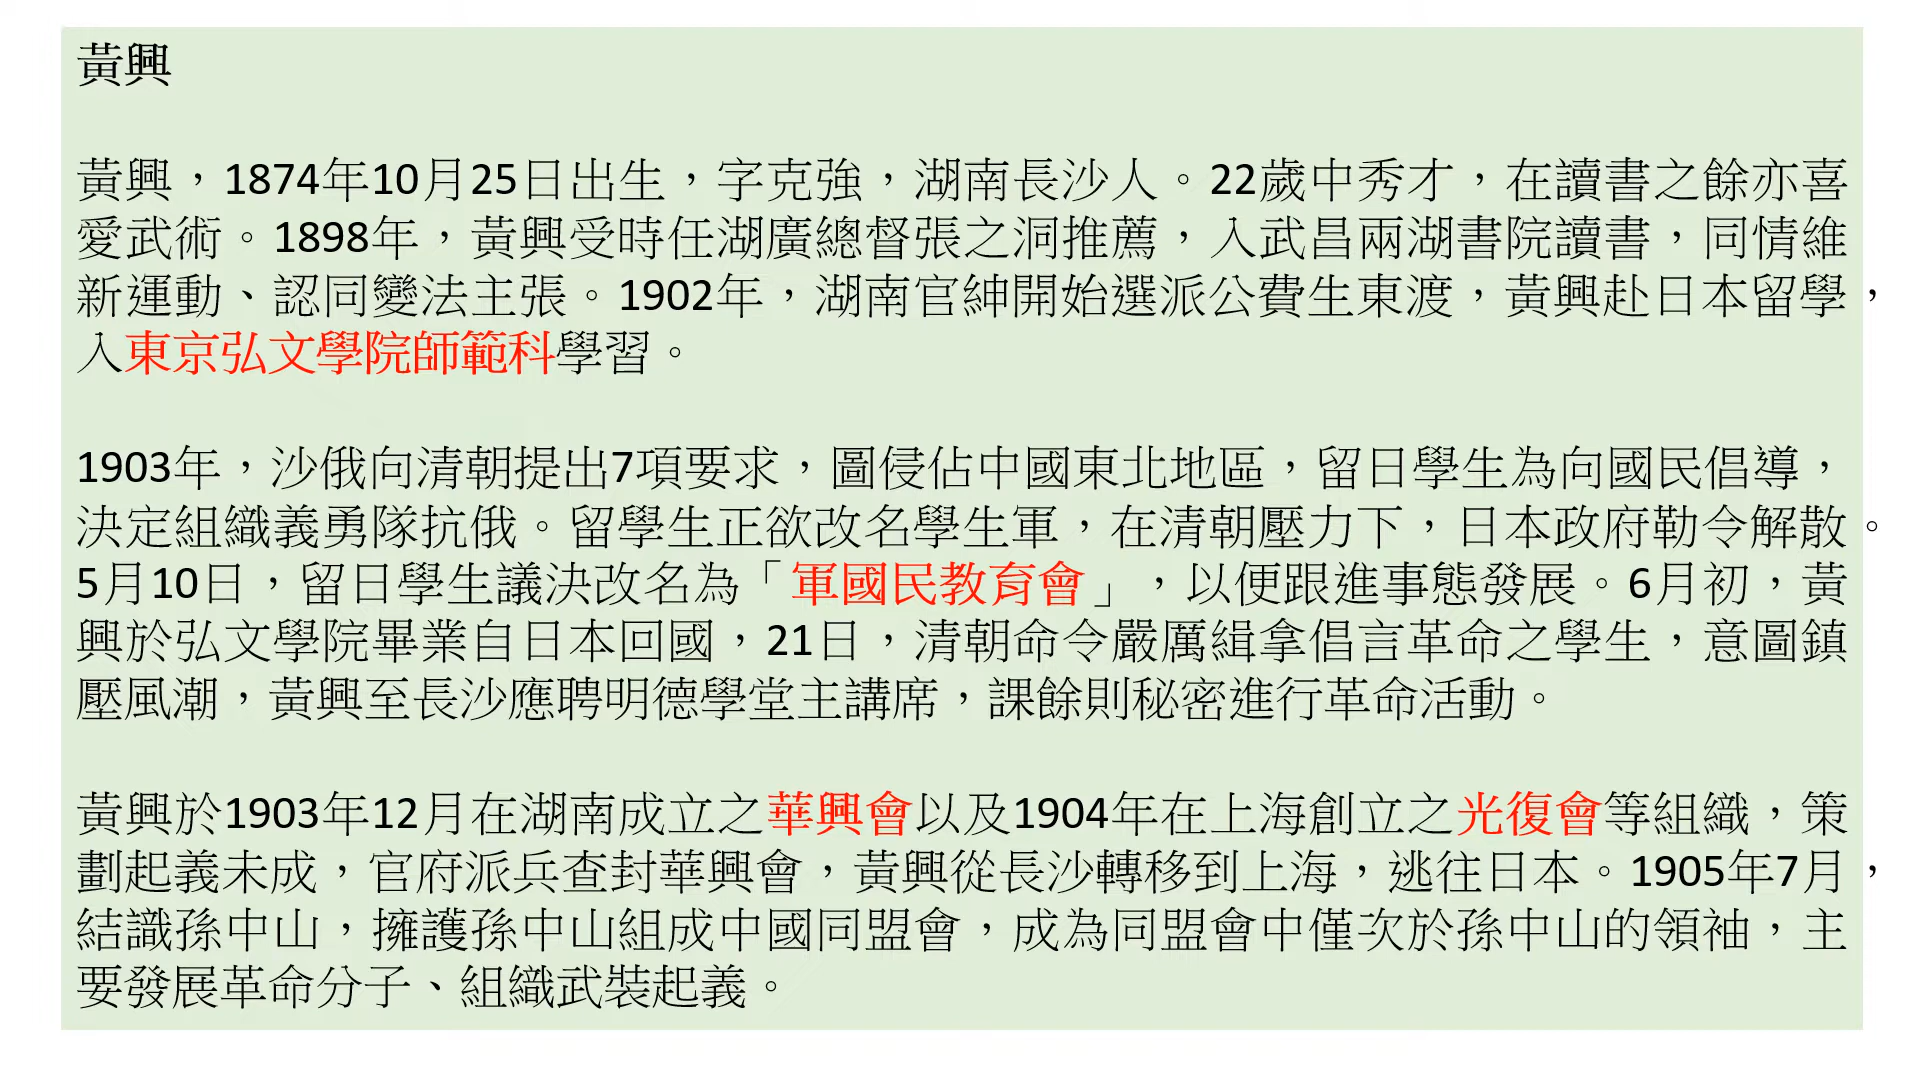 黃興
黃興，1874年10月25日出生，字克強，湖南長沙人。22歲中秀才，在讀書之餘亦喜
愛武術。1898年，黃興受時任湖廣總督張之洞推薦，入武昌兩湖書院讀書，同情維
新運動、認同變法主張。1902年，湖南官紳開始選派公費生東渡，黃興赴日本留學，
入東京弘文學院師範科學習。
1903年，沙俄向清朝提出7項要求，圖侵佔中國東北地區，留日學生為向國民倡導，
決定組織義勇隊抗俄。留學生正欲改名學生軍，在清朝壓力下，日本政府勒令解散。
5月10日，留日學生議決改名為「軍國民教育會」，以便跟進事態發展。6月初，黃
興於弘文學院畢業自日本回國，21日，清朝命令嚴厲緝拿倡言革命之學生，意圖鎮
壓風潮，黃興至長沙應聘明德學堂主講席，課餘則秘密進行革命活動。
黃興於1903年12月在湖南成立之華興會以及1904年在上海創立之光復會等組織，策
劃起義未成，官府派兵查封華興會，黃興從長沙轉移到上海，逃往日本。1905年7月，
結識孫中山，擁護孫中山組成中國同盟會，成為同盟會中僅次於孫中山的領袖，主
要發展革命分子、組織武裝起義。